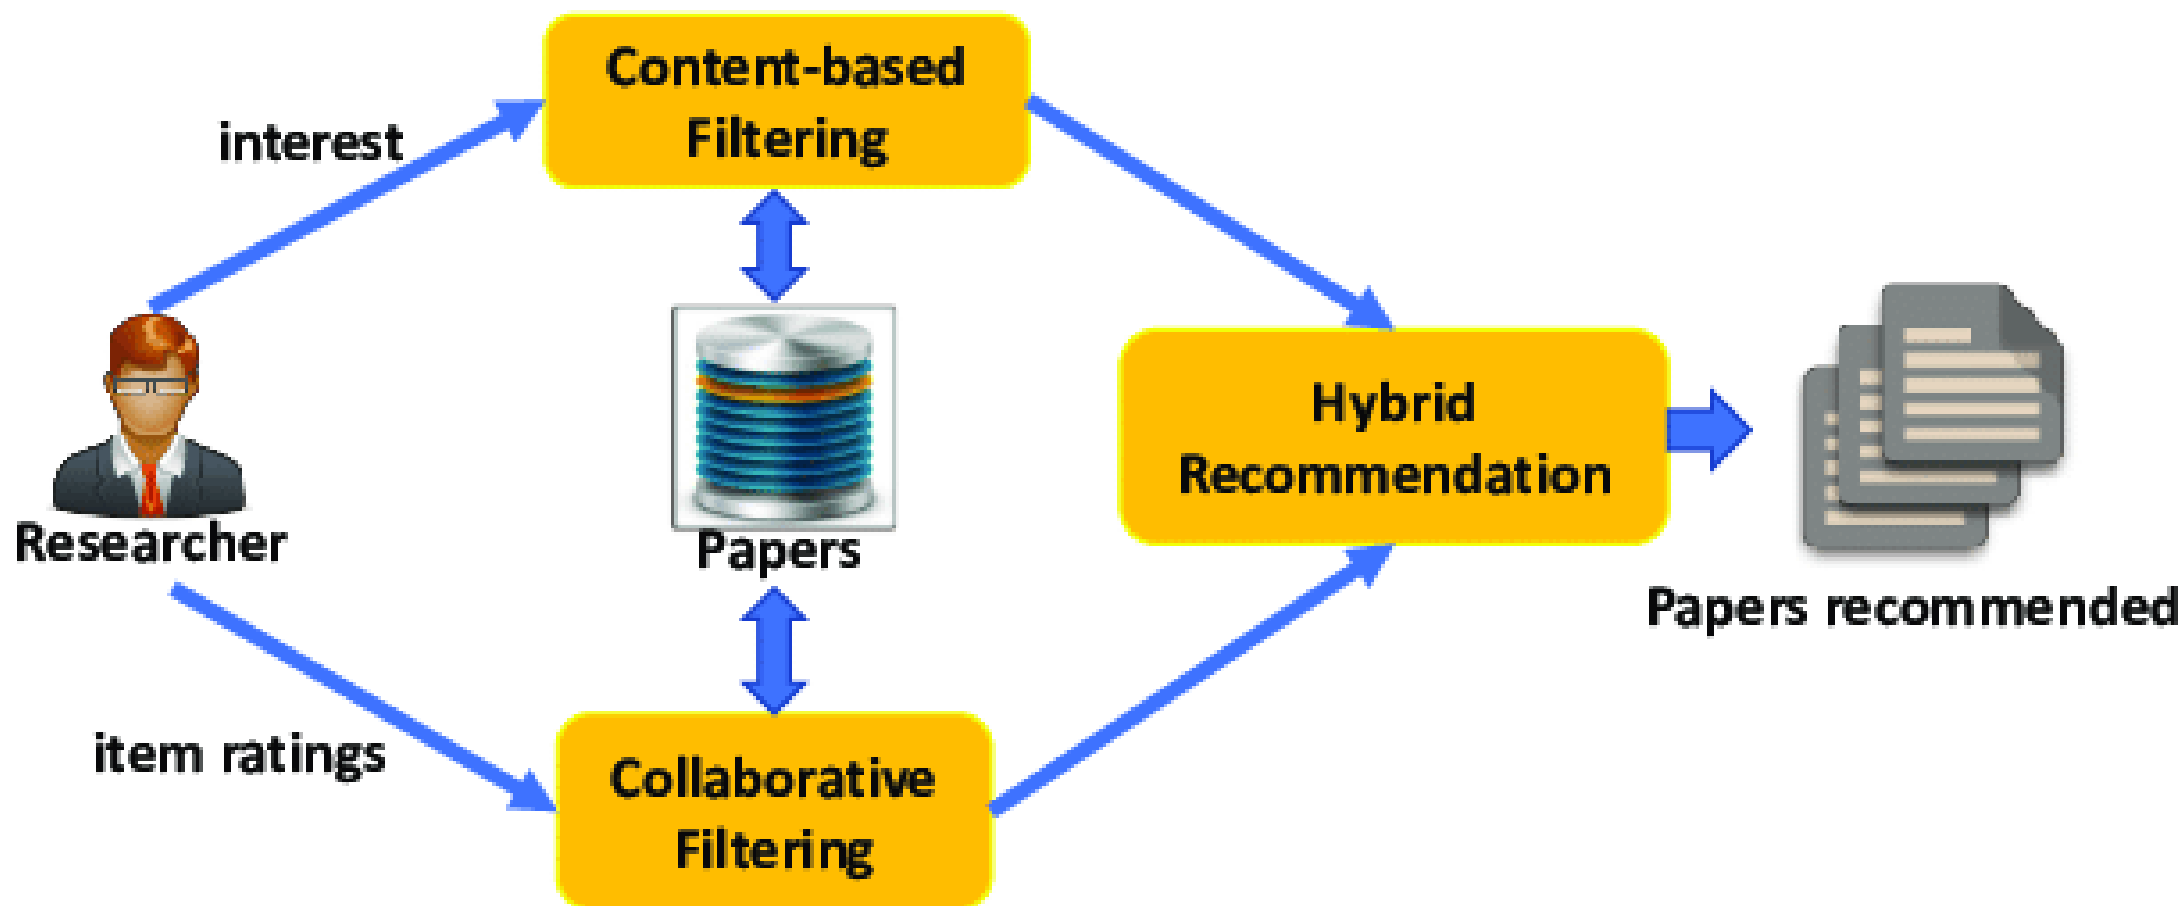 Content-based
Filtering
interest
Researcher
Papers
Hybrid
Recommendation
Papers recommended
item ratings
Collaborative
Filtering